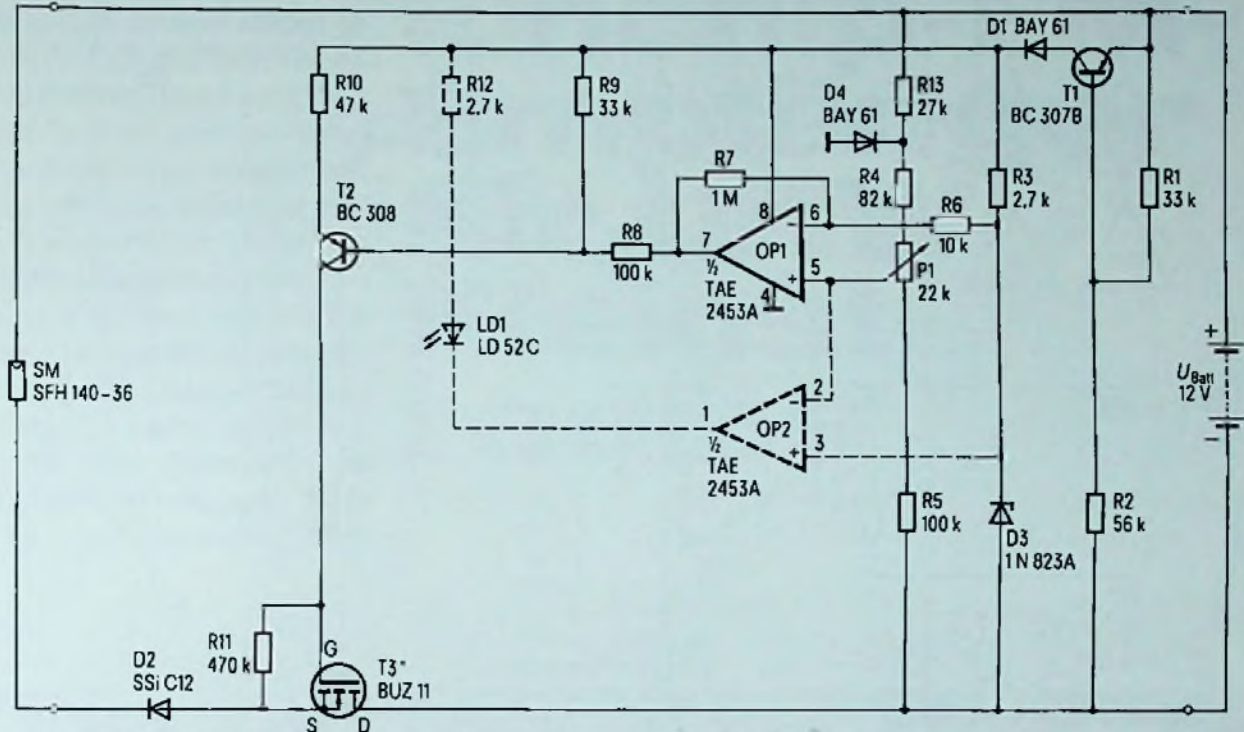 D1 BAY 61
T1
BC 307B
R10
47 k
R12
2,7 k
R9
33 k
D4
BAY 61
R13
27k
R7
1 M
R4
82 k
R3
2,7 k
R1
33 k
T2
BC 308
8
6
R6
10 k
R8
100 k
7
½
TAE
2453A
OP1
–
+
5
4
P1
22 k
LD1
LD 52 C
SM
SFH 140-36
+
U Batt
12 V
–
1
½
TAE
2453A
OP2
2
–
+
3
R5
100 k
D3
1 N 823A
R2
56 k
R11
470 k
G
D2
SSi C12
T3*
BUZ 11
S
D